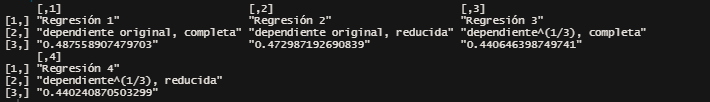 [,1] [,2] [,3]
[1,] "Regresión 1" "Regresión 2" "Regresión 3"
[2,] "dependiente original, completa" "dependiente original, reducida" "dependiente^(1/3), completa"
[3,] "0.487558907479703" "0.472987192690839" "0.440646398749741"
[,4]
[1,] "Regresión 4"
[2,] "dependiente^(1/3), reducida"
[3,] "0.440240870503299"